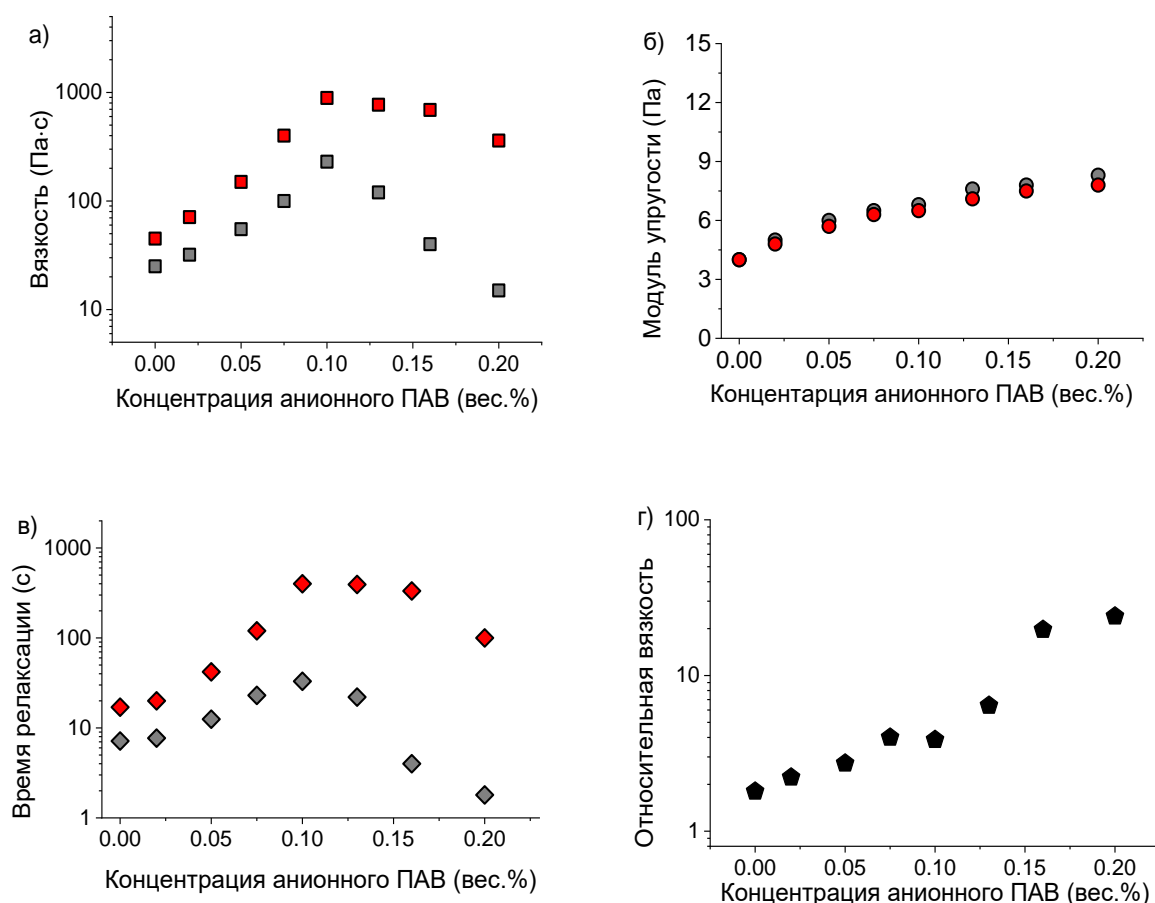 а)
Вязкость (Па·с)
1000
100
10
0.00 0.05 0.10 0.15 0.20
Концентрация анионного ПАВ (вес.%)
б)
Модуль упругости (Па)
15
12
9
6
3
0
0.00 0.05 0.10 0.15 0.20
Концентарция анионного ПАВ (вес.%)
в)
Время релаксации (с)
1000
100
10
1
0.00 0.05 0.10 0.15 0.20
Концентрация анионного ПАВ (вес.%)
г)
Относительная вязкость
100
10
1
0.00 0.05 0.10 0.15 0.20
Концентрация анионного ПАВ (вес.%)